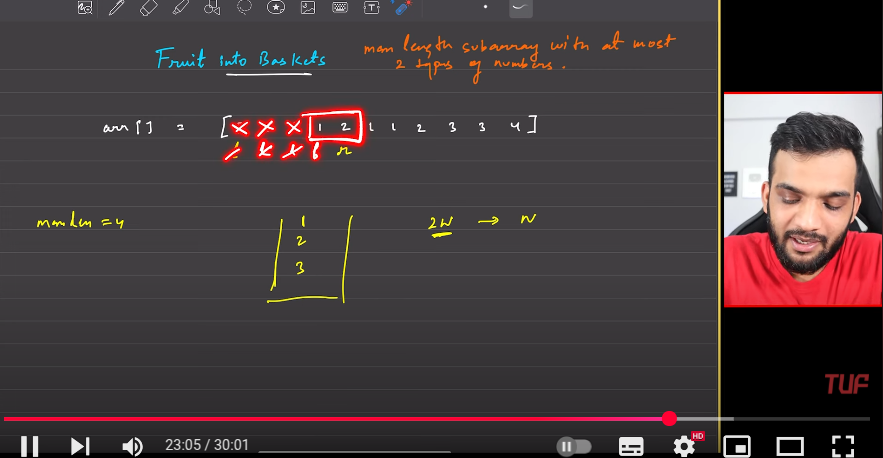 Fruit into Baskets
max length subarray with at most
2 types of numbers.
arr[] = [ 1 2 1 1 2 3 3 4 ]
l r
maxlen = 4
1
2
3
2N → N
TUF
23:05 / 30:01
HD